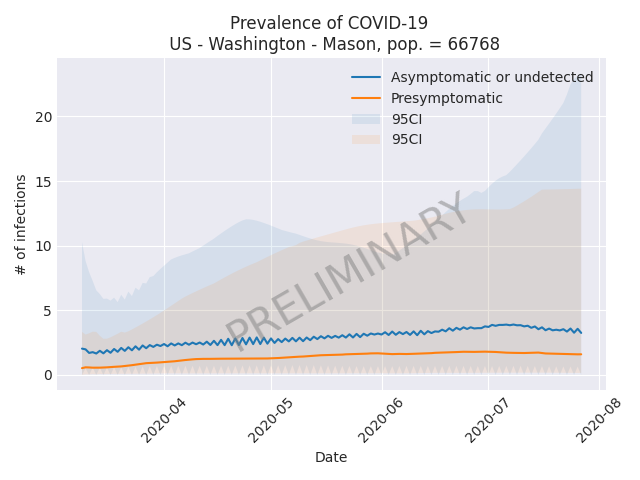 Prevalence of COVID-19
US - Washington - Mason, pop. = 66768
Asymptomatic or undetected
Presymptomatic
95CI
95CI
20
15
10
5
0
# of infections
PRELIMINARY
2020-04
2020-05
2020-06
2020-07
2020-08
Date